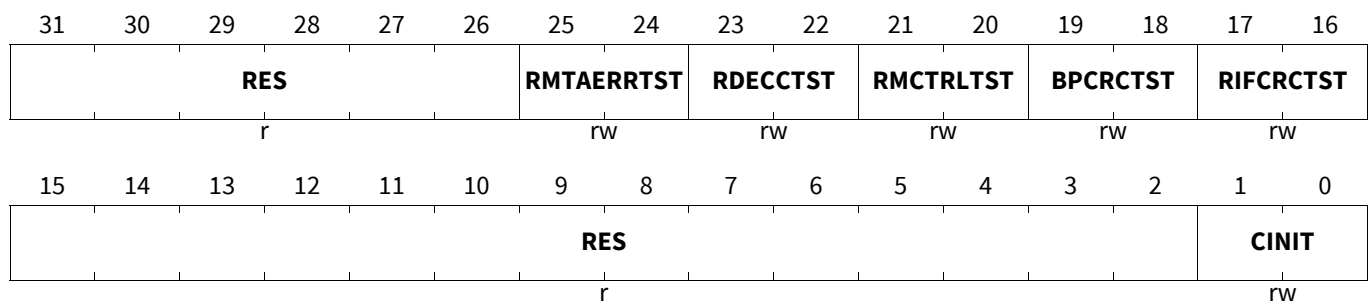 31 30 29 28 27 26 25 24 23 22 21 20 19 18 17 16
RES RMTAERRTST RDECCTST RMCTRLTST BPCRCTST RIFCRCTST
r rw rw rw rw rw
15 14 13 12 11 10 9 8 7 6 5 4 3 2 1 0
RES CINIT
r rw